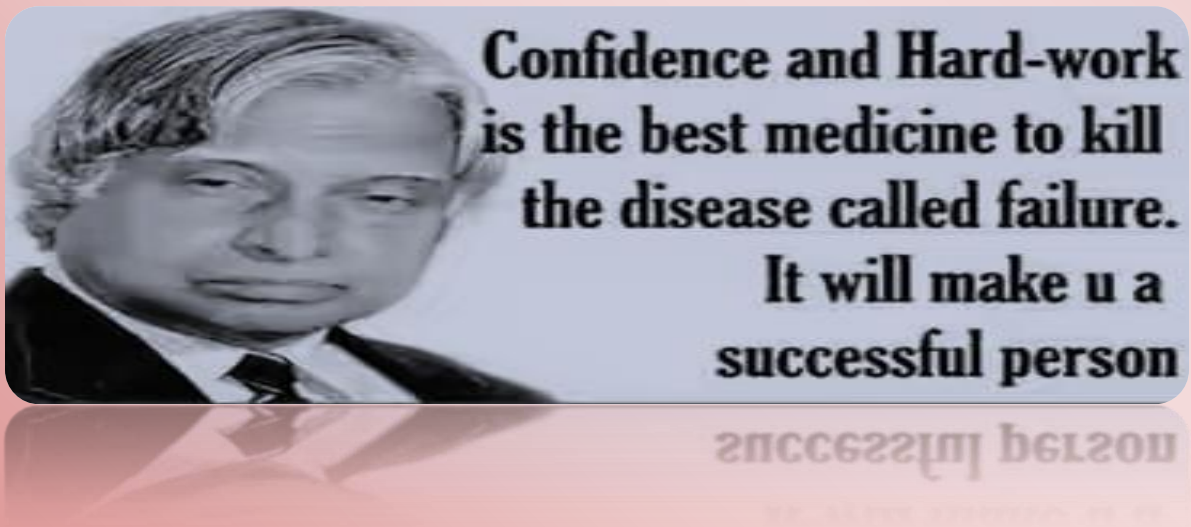 Confidence and Hard-work
is the best medicine to kill
the disease called failure.
It will make u a
successful person